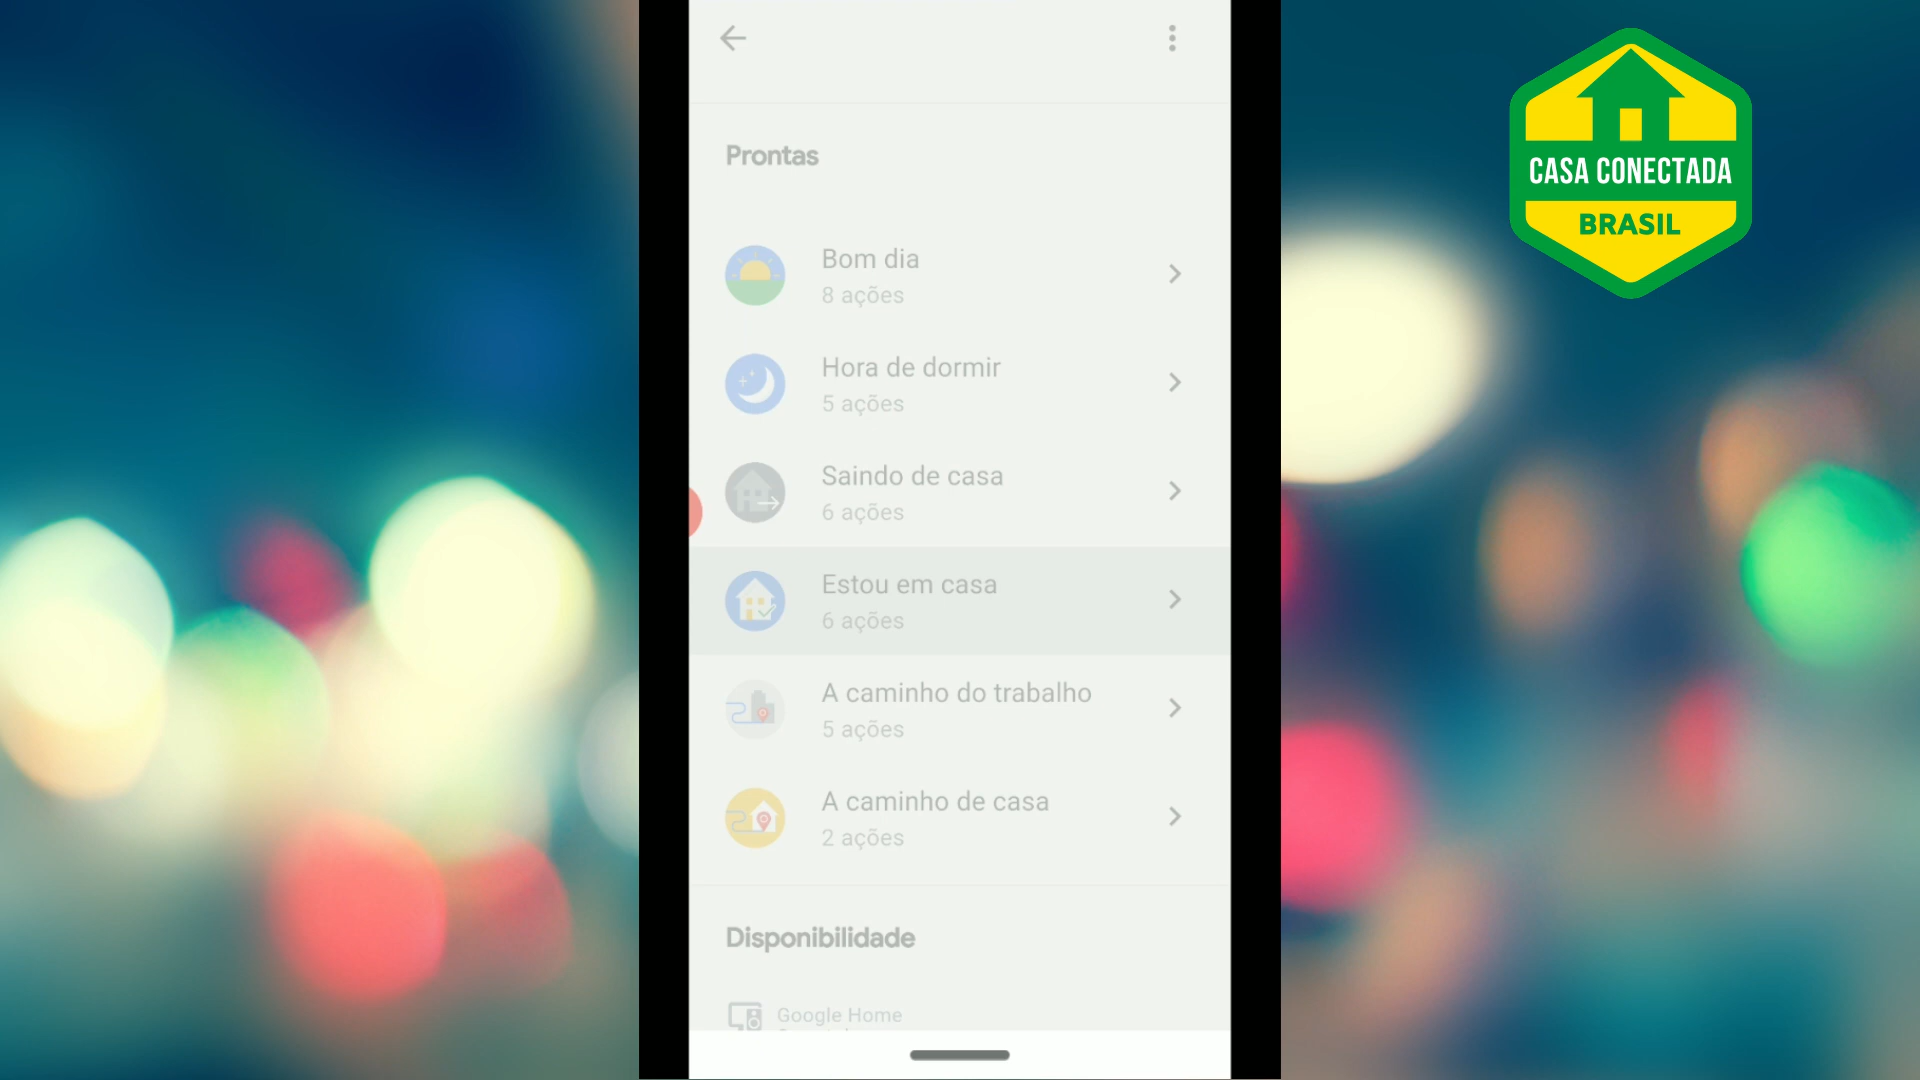 Prontas
Bom dia
8 ações
Hora de dormir
5 ações
Saindo de casa
6 ações
Estou em casa
6 ações
A caminho do trabalho
5 ações
A caminho de casa
2 ações
Disponibilidade
Google Home
CASA CONECTADA
BRASIL